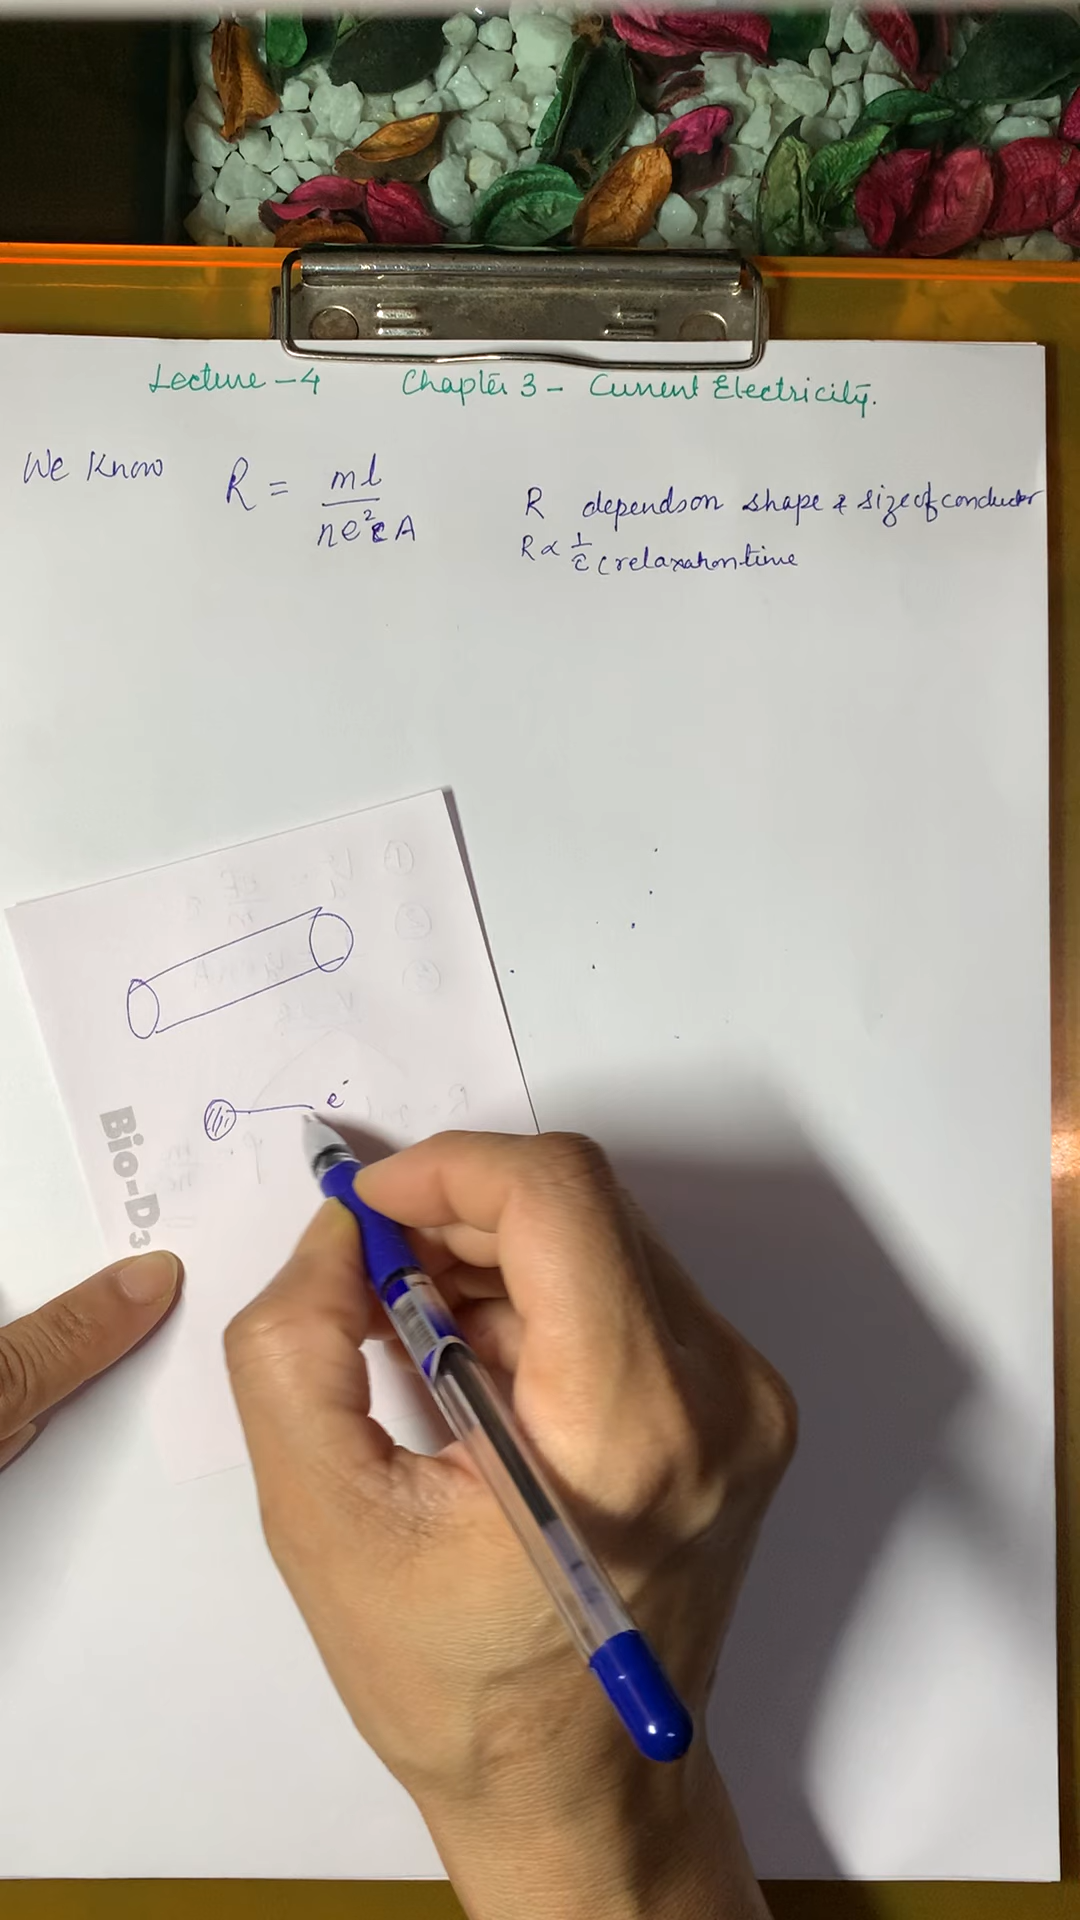 Lecture - 4 Chapter 3 - Current Electricity.
We Know R = ml / ne²τA
R depends on shape & size of conductor
R ∝ 1/τ (relaxation time
e⁻
Bio-D3